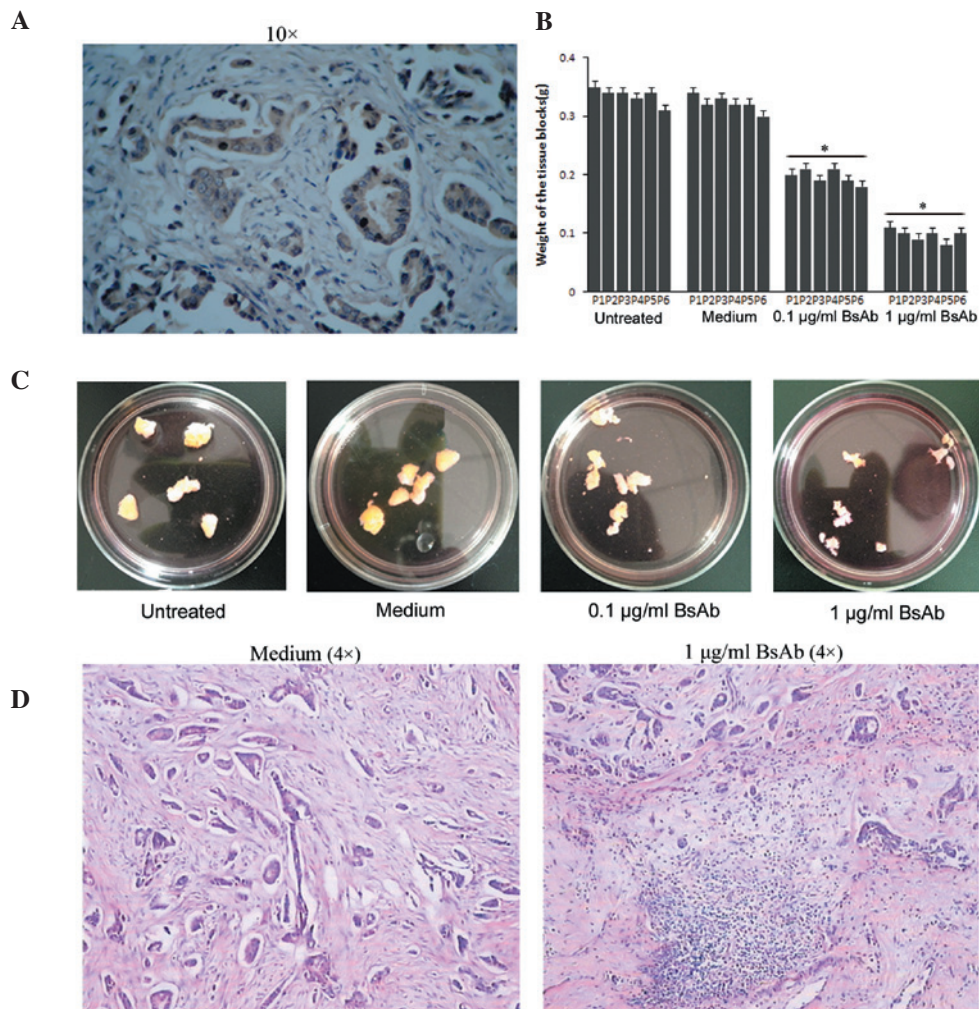 A
10×
B
Weight of the tissue blocks(g)
0.4
0.3
0.2
0.1
0
*
*
P1P2P3P4P5P6
P1P2P3P4P5P6
P1P2P3P4P5P6
P1P2P3P4P5P6
Untreated
Medium
0.1 µg/ml BsAb
1 µg/ml BsAb
C
Untreated
Medium
0.1 µg/ml BsAb
1 µg/ml BsAb
D
Medium (4×)
1 µg/ml BsAb (4×)